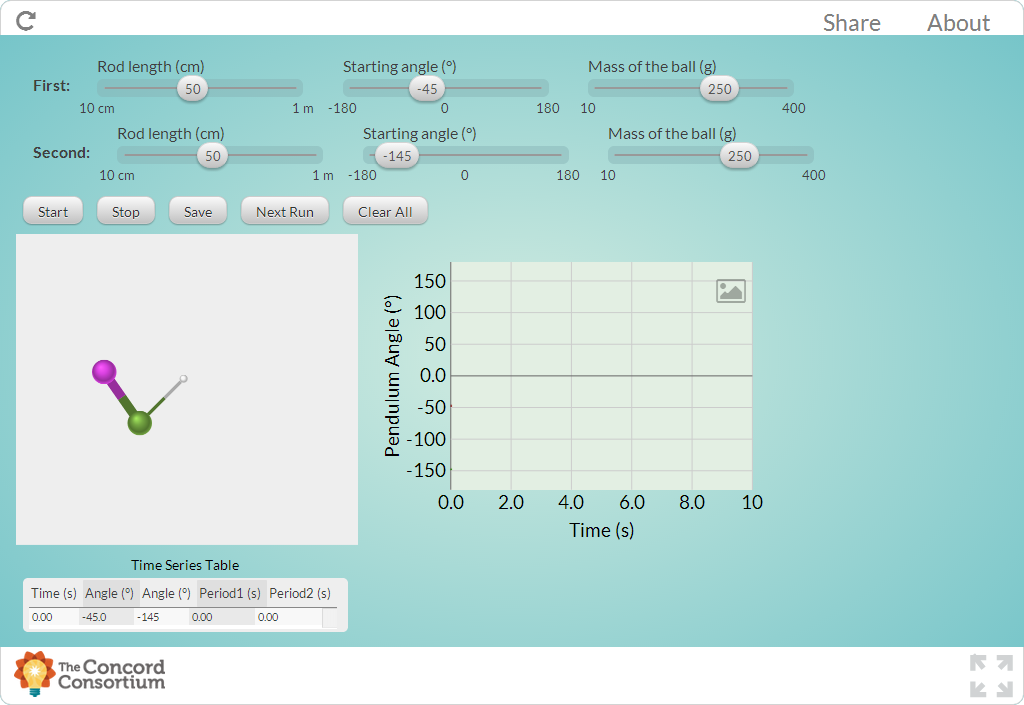 Share About
First: Rod length (cm) Starting angle (°) Mass of the ball (g)
50 -45 250
10 cm 1 m -180 0 180 10 400
Second: Rod length (cm) Starting angle (°) Mass of the ball (g)
50 -145 250
10 cm 1 m -180 0 180 10 400
Start Stop Save Next Run Clear All
Pendulum Angle (°)
150
100
50
0.0
-50
-100
-150
0.0 2.0 4.0 6.0 8.0 10
Time (s)
Time Series Table
Time (s) Angle (°) Angle (°) Period1 (s) Period2 (s)
0.00 -45.0 -145 0.00 0.00
The Concord
Consortium